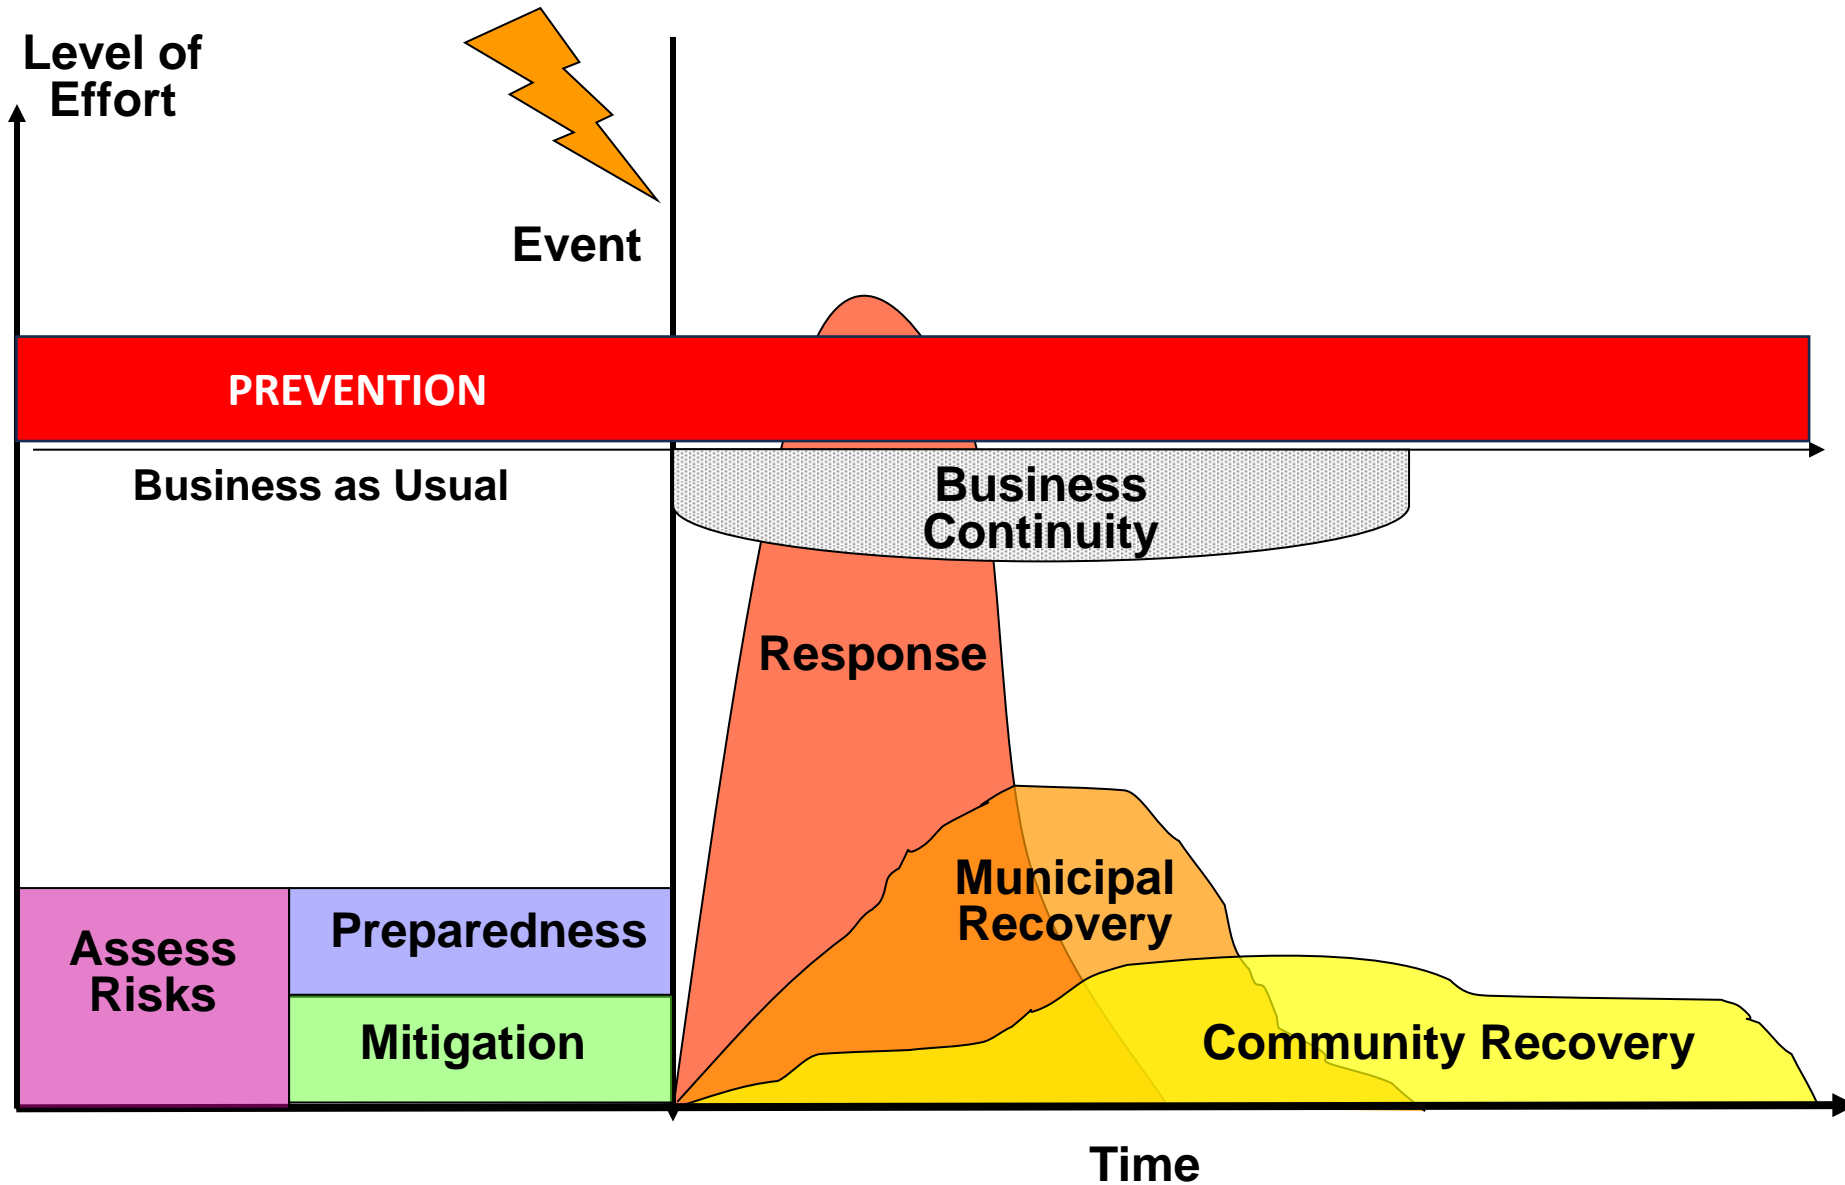 Level of
Effort
Event
PREVENTION
Business as Usual
Business
Continuity
Response
Municipal
Recovery
Preparedness
Assess
Risks
Mitigation
Community Recovery
Time